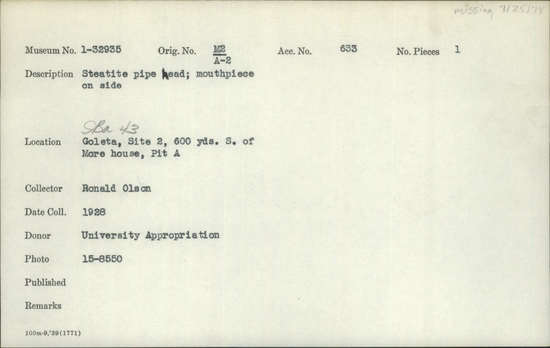 missing 7/25/74
Museum No. 1-32935 Orig. No. M2/A-2 Acc. No. 633 No. Pieces 1
Description Steatite pipe head; mouthpiece
on side
SBa 43
Location Goleta, Site 2, 600 yds. S. of
More house, Pit A
Collector Ronald Olson
Date Coll. 1928
Donor University Appropriation
Photo 15-8550
Published
Remarks
100m-9,'39(1771)